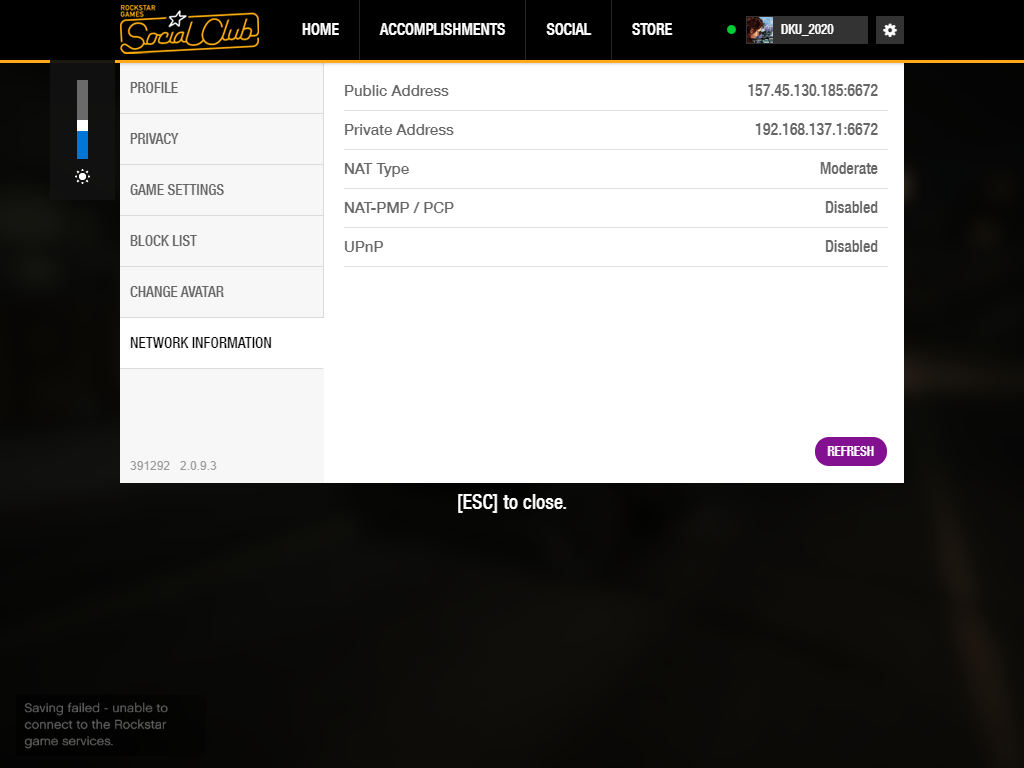 ROCKSTAR
GAMES
Social Club
HOME
ACCOMPLISHMENTS
SOCIAL
STORE
DKU_2020
PROFILE
PRIVACY
GAME SETTINGS
BLOCK LIST
CHANGE AVATAR
NETWORK INFORMATION
391292 2.0.9.3
Public Address 157.45.130.185:6672
Private Address 192.168.137.1:6672
NAT Type Moderate
NAT-PMP / PCP Disabled
UPnP Disabled
REFRESH
[ESC] to close.
Saving failed - unable to
connect to the Rockstar
game services.